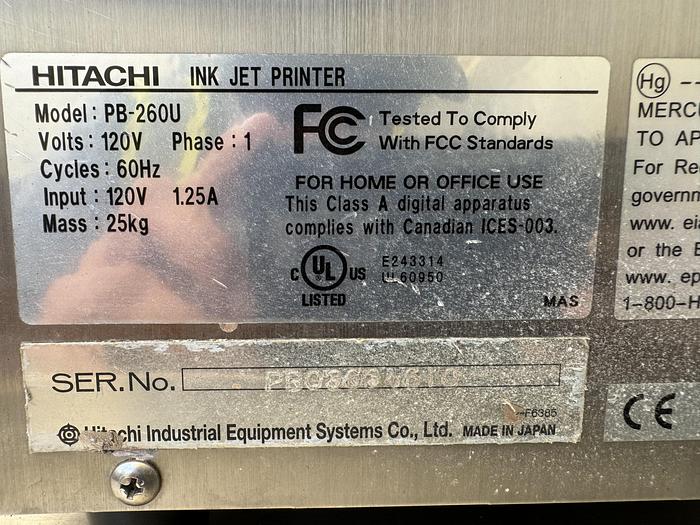 HITACHI INK JET PRINTER
Model : PB-260U
Volts : 120V Phase : 1
Cycles : 60Hz
Input : 120V 1.25A
Mass : 25kg
FC Tested To Comply
With FCC Standards
FOR HOME OR OFFICE USE
This Class A digital apparatus
complies with Canadian ICES-003.
C UL US
LISTED
E243314
UL60950
MAS
SER.No.
F6385
Hitachi Industrial Equipment Systems Co., Ltd. MADE IN JAPAN
Hg
MERCU
TO AP
For Re
governm
www. eia
or the E
www. ep
1-800-H
CE